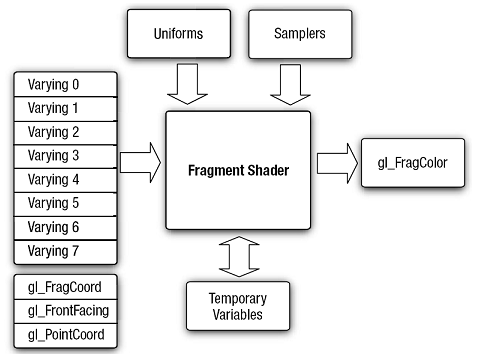 Uniforms
Samplers
Varying 0
Varying 1
Varying 2
Varying 3
Varying 4
Varying 5
Varying 6
Varying 7
Fragment Shader
gl_FragColor
gl_FragCoord
gl_FrontFacing
gl_PointCoord
Temporary
Variables